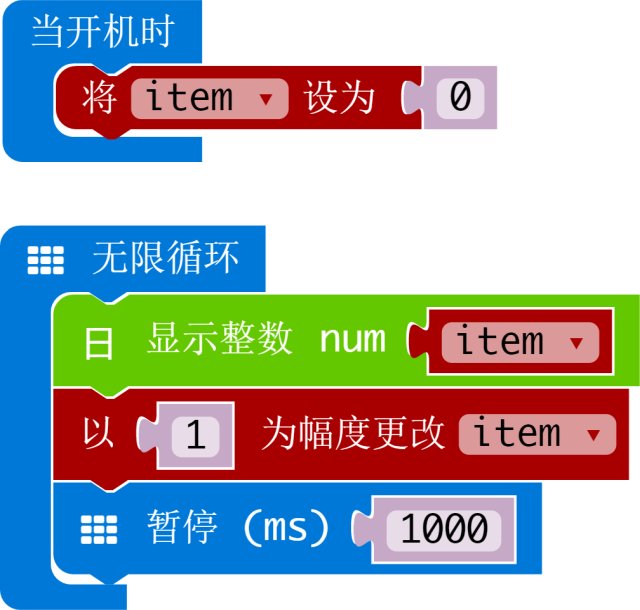 当开机时
将 item 设为 0
无限循环
显示整数 num item
以 1 为幅度更改 item
暂停 (ms) 1000